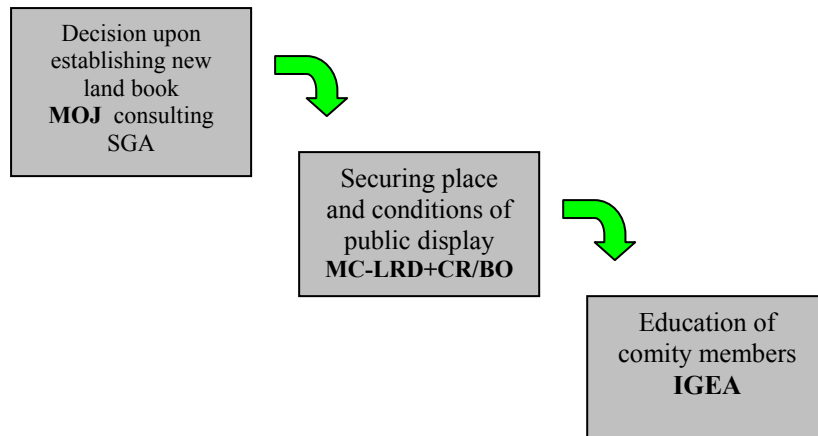 Decision upon
establishing new
land book
MOJ consulting
SGA
Securing place
and conditions of
public display
MC-LRD+CR/BO
Education of
comity members
IGEA